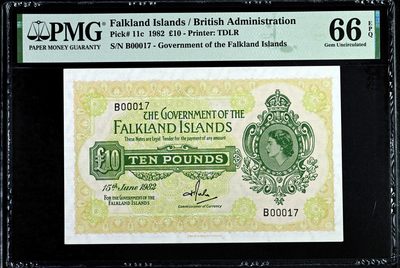 PMG
PAPER MONEY GUARANTY
Falkland Islands / British Administration
Pick# 11c 1982 £10 - Printer: TDLR
S/N B00017 - Government of the Falkland Islands
66 EPQ
Gem Uncirculated
B00017
THE GOVERNMENT OF THE
FALKLAND ISLANDS
These Notes are Legal Tender for the payment of any amount
£10
TEN POUNDS
15th June 1982
FOR THE GOVERNMENT OF THE
FALKLAND ISLANDS
Commissioner of Currency
B00017